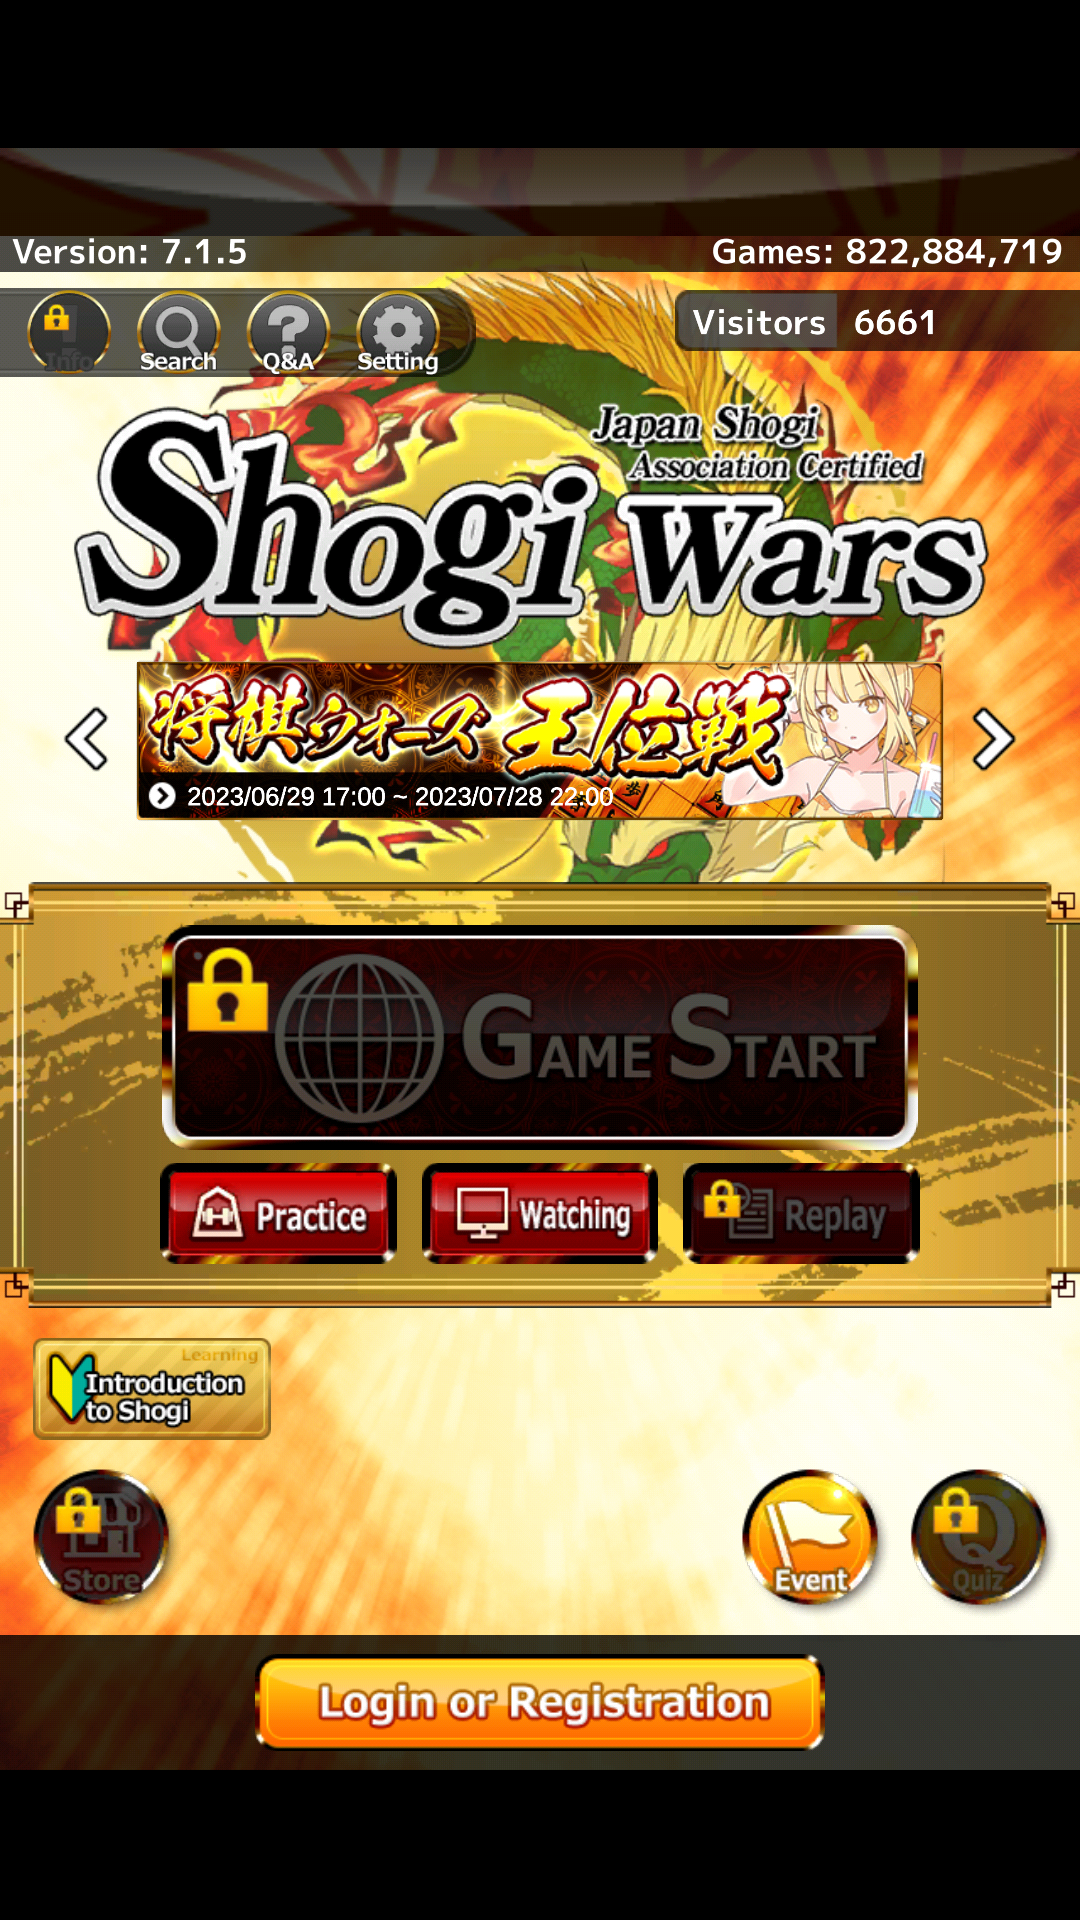 Version: 7.1.5
Games: 822,884,719
Info
Search
Q&A
Setting
Visitors 6661
Japan Shogi
Association Certified
Shogi Wars
将棋ウォーズ 王位戦
2023/06/29 17:00 ~ 2023/07/28 22:00
GAME START
Practice
Watching
Replay
Learning
Introduction
to Shogi
Store
Event
Quiz
Login or Registration